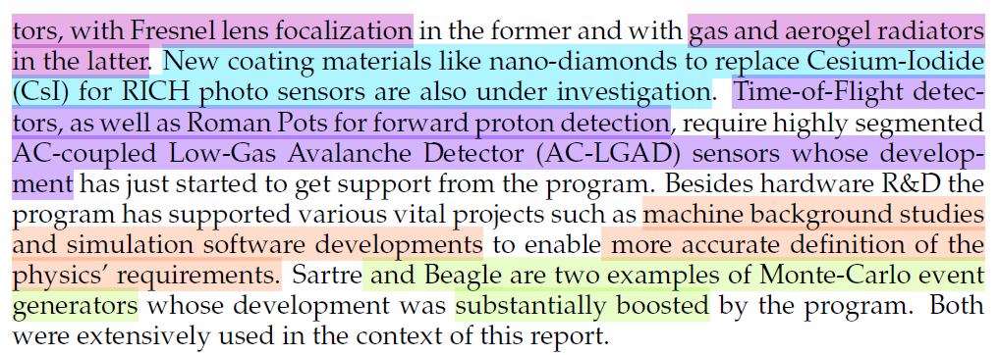 tors, with Fresnel lens focalization in the former and with gas and aerogel radiators
in the latter. New coating materials like nano-diamonds to replace Cesium-Iodide
(CsI) for RICH photo sensors are also under investigation. Time-of-Flight detec-
tors, as well as Roman Pots for forward proton detection, require highly segmented
AC-coupled Low-Gas Avalanche Detector (AC-LGAD) sensors whose develop-
ment has just started to get support from the program. Besides hardware R&D the
program has supported various vital projects such as machine background studies
and simulation software developments to enable more accurate definition of the
physics’ requirements. Sartre and Beagle are two examples of Monte-Carlo event
generators whose development was substantially boosted by the program. Both
were extensively used in the context of this report.